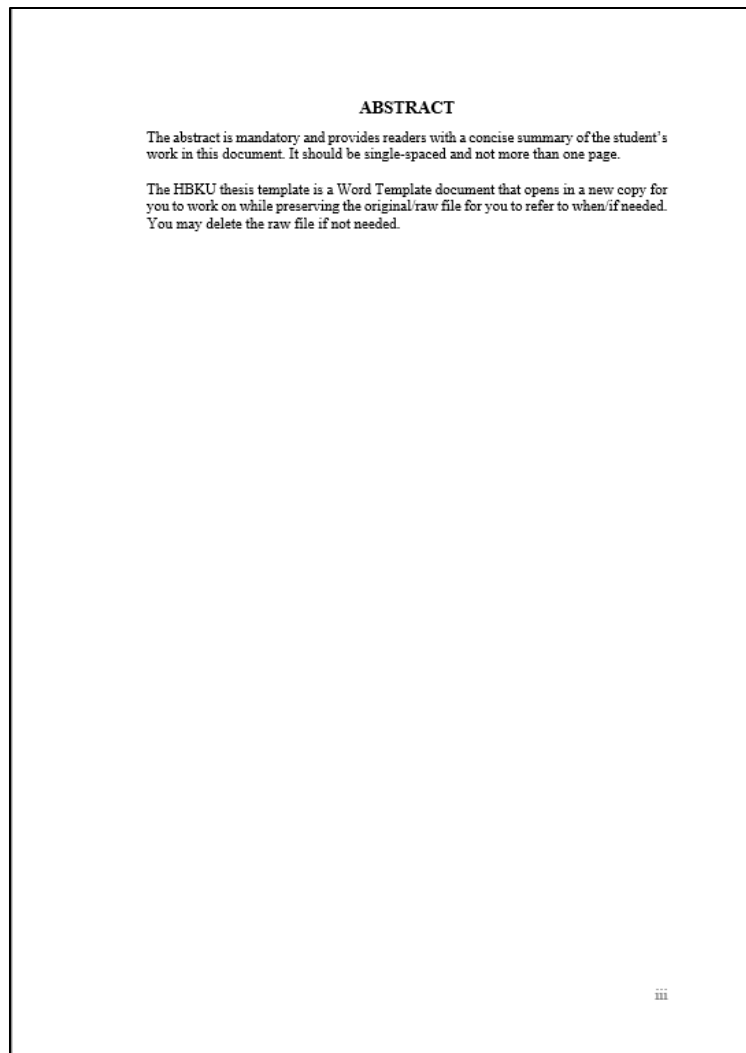 ABSTRACT
The abstract is mandatory and provides readers with a concise summary of the student’s
work in this document. It should be single-spaced and not more than one page.
The HBKU thesis template is a Word Template document that opens in a new copy for
you to work on while preserving the original/raw file for you to refer to when/if needed.
You may delete the raw file if not needed.
iii